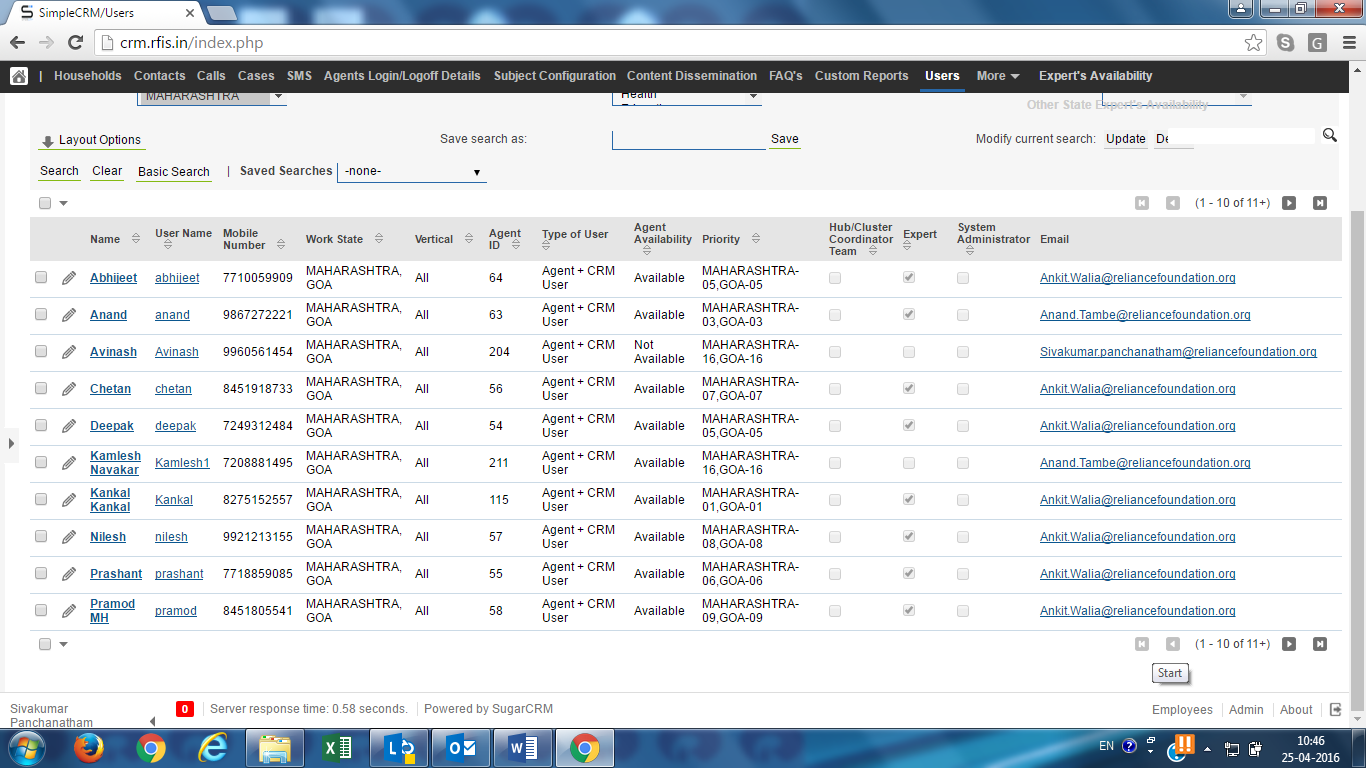 SimpleCRM/Users
crm.rfis.in/index.php
| Households Contacts Calls Cases SMS Agents Login/Logoff Details Subject Configuration Content Dissemination FAQ's Custom Reports Users More Expert's Availability
MAHARASHTRA Health
Other State Expert's Availability
Layout Options Save search as: Save Modify current search: Update
Search Clear Basic Search | Saved Searches -none-
(1 - 10 of 11+)
Name User Name Mobile Number Work State Vertical Agent ID Type of User Agent Availability Priority Hub/Cluster Coordinator Team Expert System Administrator Email
Abhijeet abhijeet 7710059909 MAHARASHTRA, GOA All 64 Agent + CRM User Available MAHARASHTRA-05,GOA-05 Ankit.Walia@reliancefoundation.org
Anand anand 9867272221 MAHARASHTRA, GOA All 63 Agent + CRM User Available MAHARASHTRA-03,GOA-03 Anand.Tambe@reliancefoundation.org
Avinash Avinash 9960561454 MAHARASHTRA, GOA All 204 Agent + CRM User Not Available MAHARASHTRA-16,GOA-16 Sivakumar.panchanatham@reliancefoundation.org
Chetan chetan 8451918733 MAHARASHTRA, GOA All 56 Agent + CRM User Available MAHARASHTRA-07,GOA-07 Ankit.Walia@reliancefoundation.org
Deepak deepak 7249312484 MAHARASHTRA, GOA All 54 Agent + CRM User Available MAHARASHTRA-05,GOA-05 Ankit.Walia@reliancefoundation.org
Kamlesh Navakar Kamlesh1 7208881495 MAHARASHTRA, GOA All 211 Agent + CRM User Available MAHARASHTRA-16,GOA-16 Anand.Tambe@reliancefoundation.org
Kankal Kankal Kankal 8275152557 MAHARASHTRA, GOA All 115 Agent + CRM User Available MAHARASHTRA-01,GOA-01 Ankit.Walia@reliancefoundation.org
Nilesh nilesh 9921213155 MAHARASHTRA, GOA All 57 Agent + CRM User Available MAHARASHTRA-08,GOA-08 Ankit.Walia@reliancefoundation.org
Prashant prashant 7718859085 MAHARASHTRA, GOA All 55 Agent + CRM User Available MAHARASHTRA-06,GOA-06 Ankit.Walia@reliancefoundation.org
Pramod MH pramod 8451805541 MAHARASHTRA, GOA All 58 Agent + CRM User Available MAHARASHTRA-09,GOA-09 Ankit.Walia@reliancefoundation.org
(1 - 10 of 11+)
Start
Sivakumar Panchanatham 0 Server response time: 0.58 seconds. Powered by SugarCRM Employees Admin About
EN 10:46
25-04-2016